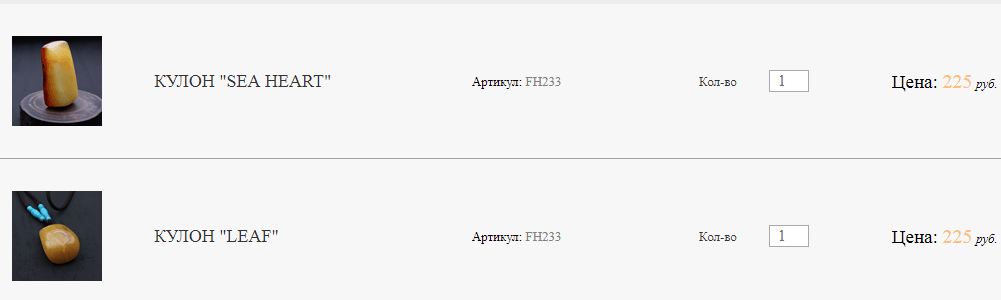 КУЛОН "SEA HEART" Артикул: FH233 Кол-во 1 Цена: 225 руб.
КУЛОН "LEAF" Артикул: FH233 Кол-во 1 Цена: 225 руб.